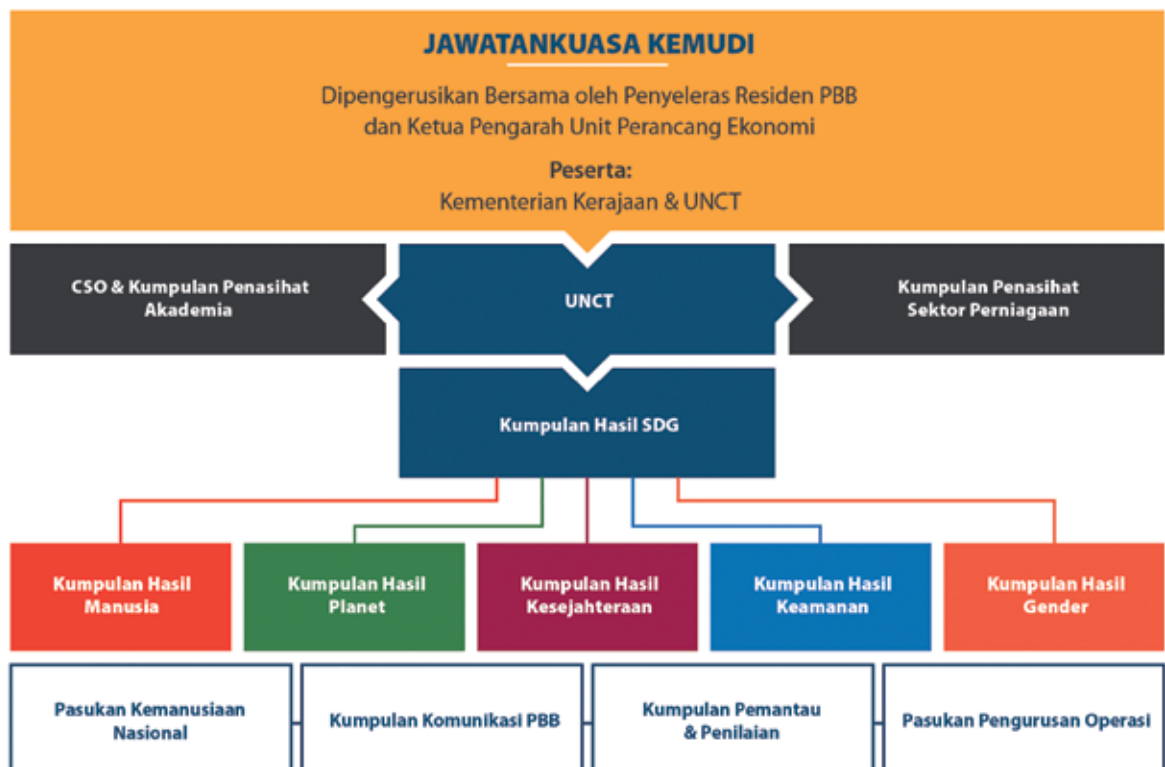 JAWATANKUASA KEMUDI
Dipengerusikan Bersama oleh Penyeleras Residen PBB
dan Ketua Pengarah Unit Perancang Ekonomi
Peserta:
Kementerian Kerajaan & UNCT
CSO & Kumpulan Penasihat
Akademia
UNCT
Kumpulan Penasihat
Sektor Perniagaan
Kumpulan Hasil SDG
Kumpulan Hasil
Manusia
Kumpulan Hasil
Planet
Kumpulan Hasil
Kesejahteraan
Kumpulan Hasil
Keamanan
Kumpulan Hasil
Gender
Pasukan Kemanusiaan
Nasional
Kumpulan Komunikasi PBB
Kumpulan Pemantau
& Penilaian
Pasukan Pengurusan Operasi